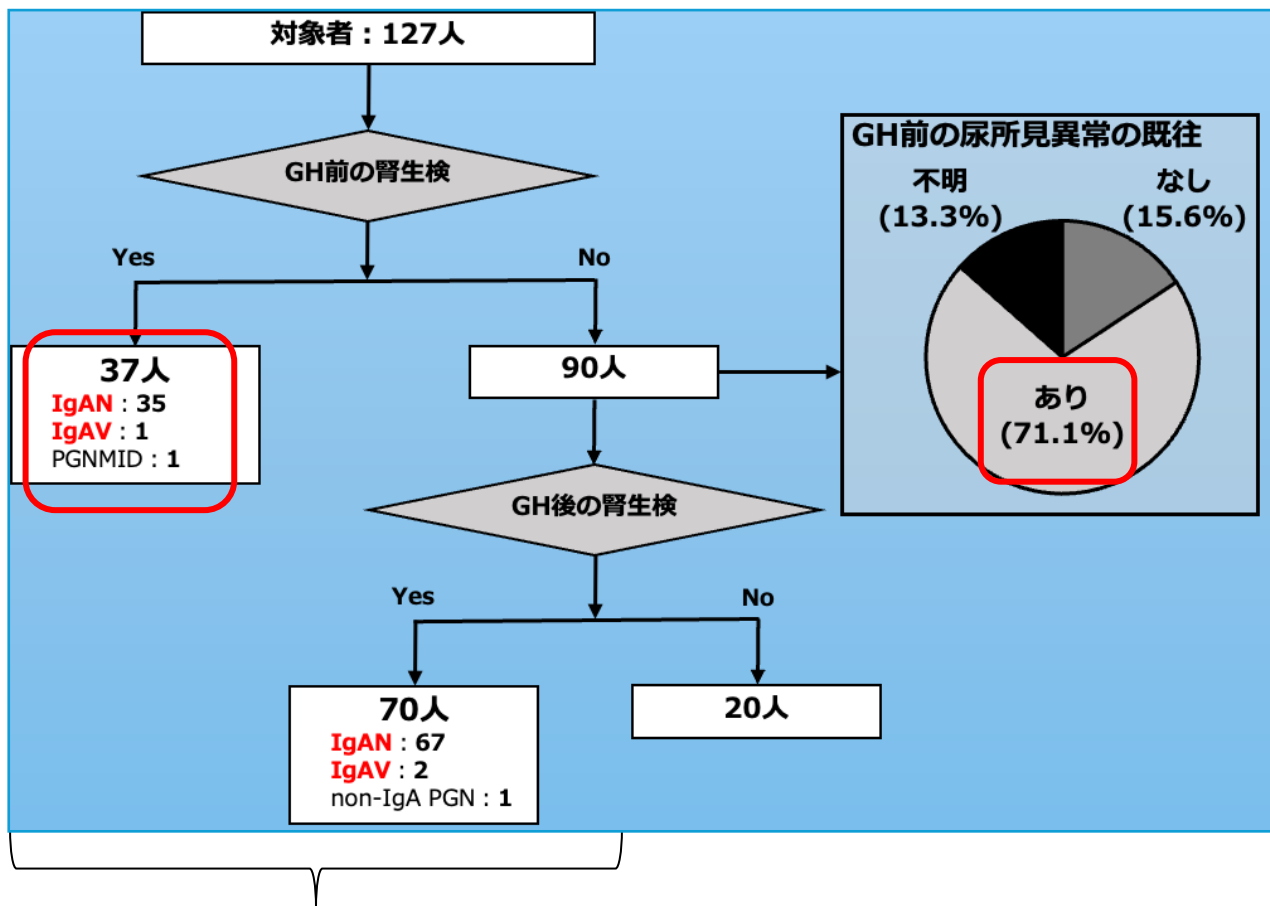 対象者：127人
GH前の腎生検
Yes
No
37人
IgAN：35
IgAV：1
PGNMID：1
90人
GH前の尿所見異常の既往
不明
(13.3%)
なし
(15.6%)
あり
(71.1%)
GH後の腎生検
Yes
No
70人
IgAN：67
IgAV：2
non-IgA PGN：1
20人